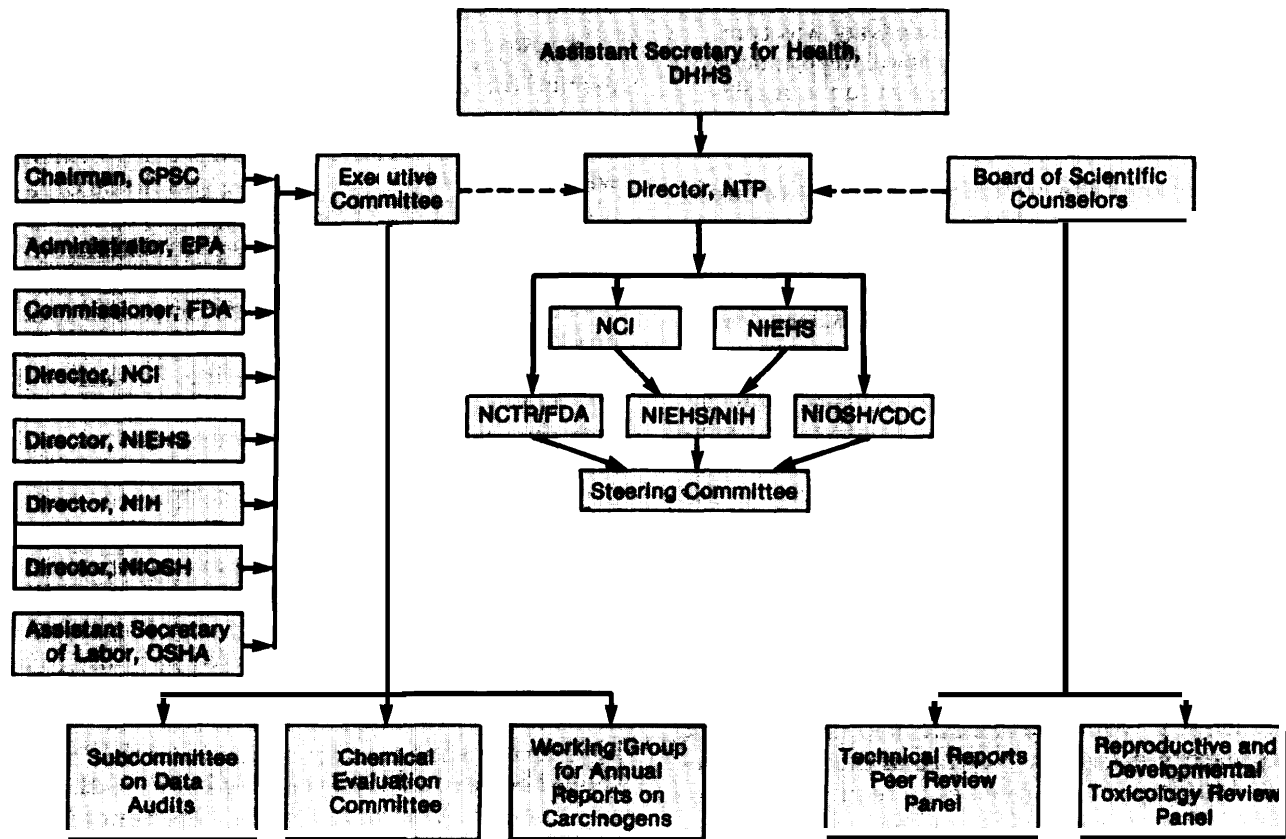 Assistant Secretary for Health,
DHHS
Chairman, CPSC
Executive
Committee
Director, NTP
Board of Scientific
Counselors
Administrator, EPA
Commissioner, FDA
NCI
NIEHS
Director, NCI
NCTR/FDA
NIEHS/NIH
NIOSH/CDC
Director, NIEHS
Steering Committee
Director, NIH
Director, NIOSH
Assistant Secretary
of Labor, OSHA
Subcommittee
on Data
Audits
Chemical
Evaluation
Committee
Working Group
for Annual
Reports on
Carcinogens
Technical Reports
Peer Review
Panel
Reproductive and
Developmental
Toxicology Review
Panel